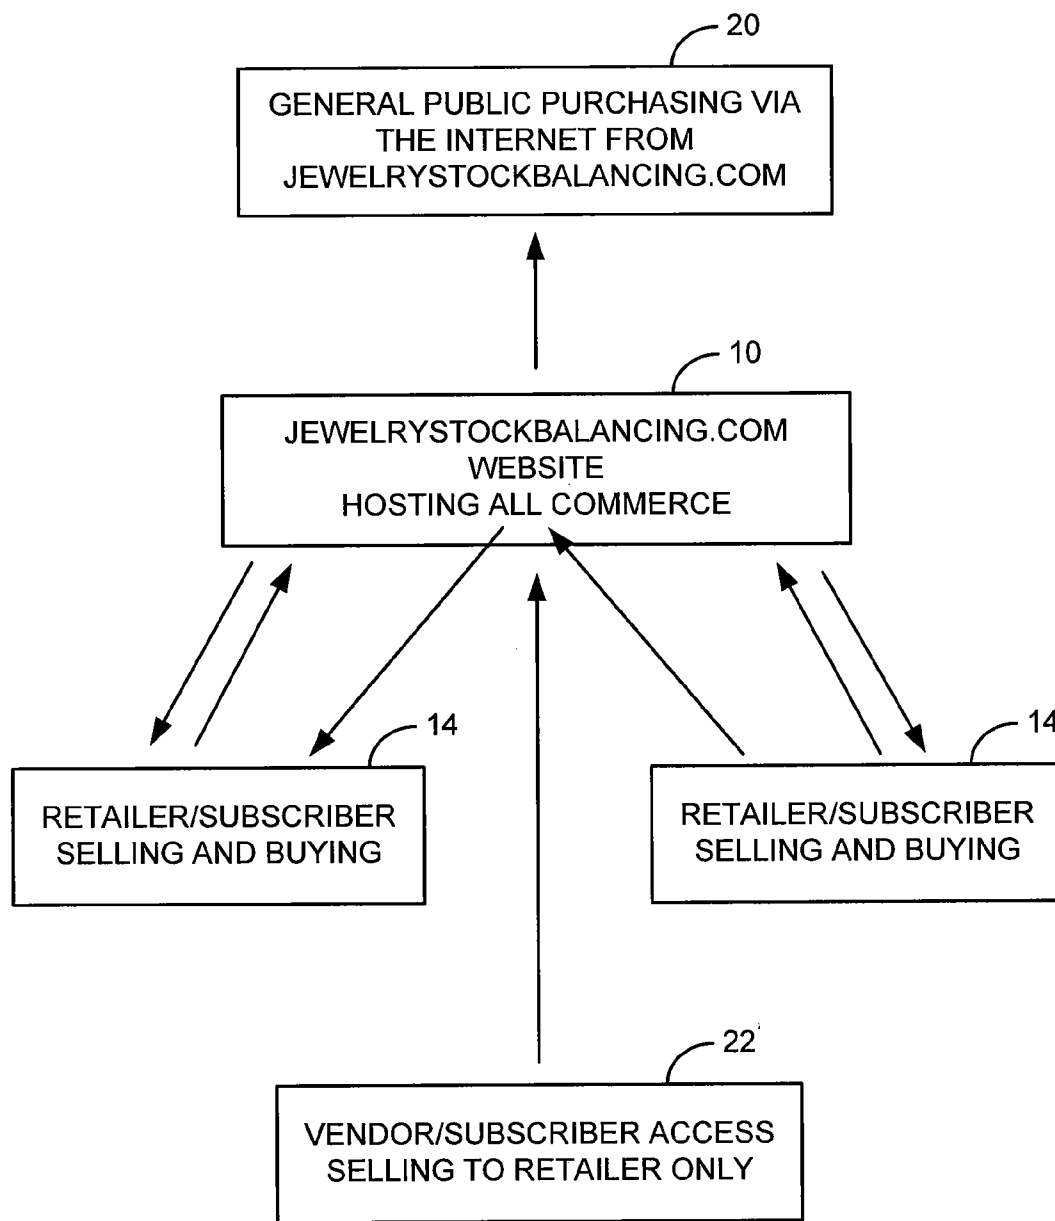 20
GENERAL PUBLIC PURCHASING VIA
THE INTERNET FROM
JEWELRYSTOCKBALANCING.COM
10
JEWELRYSTOCKBALANCING.COM
WEBSITE
HOSTING ALL COMMERCE
14
RETAILER/SUBSCRIBER
SELLING AND BUYING
14
RETAILER/SUBSCRIBER
SELLING AND BUYING
22
VENDOR/SUBSCRIBER ACCESS
SELLING TO RETAILER ONLY